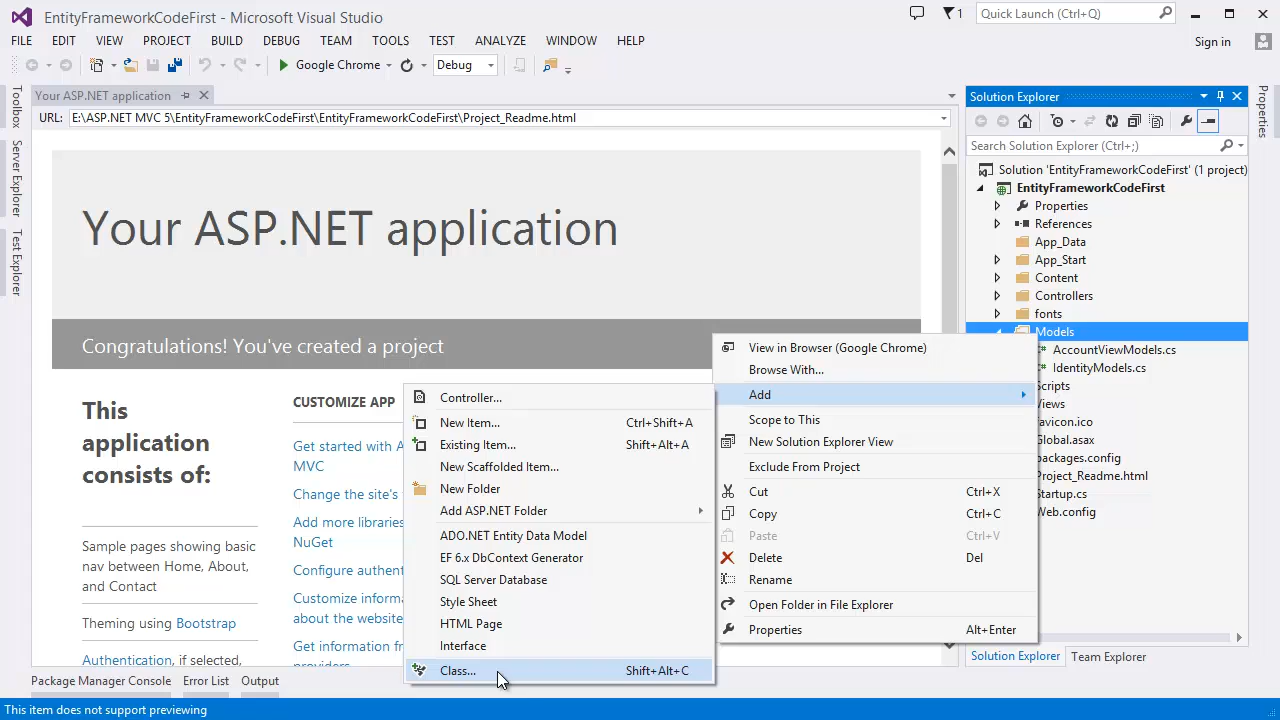 EntityFrameworkCodeFirst - Microsoft Visual Studio
1
Quick Launch (Ctrl+Q)
FILE EDIT VIEW PROJECT BUILD DEBUG TEAM TOOLS TEST ANALYZE WINDOW HELP
Sign in
Google Chrome Debug
Toolbox
Server Explorer
Test Explorer
Your ASP.NET application
URL: E:\ASP.NET MVC 5\EntityFrameworkCodeFirst\EntityFrameworkCodeFirst\Project_Readme.html
Your ASP.NET application
Congratulations! You've created a project
This
application
consists of:
Sample pages showing basic
nav between Home, About,
and Contact
Theming using Bootstrap
Authentication, if selected,
CUSTOMIZE APP
Get started with A
MVC
Change the site's
Add more libraries
NuGet
Configure authent
Customize informa
about the website
Get information f
providers
Controller...
New Item... Ctrl+Shift+A
Existing Item... Shift+Alt+A
New Scaffolded Item...
New Folder
Add ASP.NET Folder
ADO.NET Entity Data Model
EF 6.x DbContext Generator
SQL Server Database
Style Sheet
HTML Page
Interface
Class... Shift+Alt+C
View in Browser (Google Chrome)
Browse With...
Add
Scope to This
New Solution Explorer View
Exclude From Project
Cut Ctrl+X
Copy Ctrl+C
Paste Ctrl+V
Delete Del
Rename
Open Folder in File Explorer
Properties Alt+Enter
Solution Explorer
Search Solution Explorer (Ctrl+;)
Solution 'EntityFrameworkCodeFirst' (1 project)
EntityFrameworkCodeFirst
Properties
References
App_Data
App_Start
Content
Controllers
fonts
Models
AccountViewModels.cs
IdentityModels.cs
Scripts
Views
favicon.ico
Global.asax
packages.config
Project_Readme.html
Startup.cs
Web.config
Solution Explorer Team Explorer
Properties
Package Manager Console Error List Output
This item does not support previewing